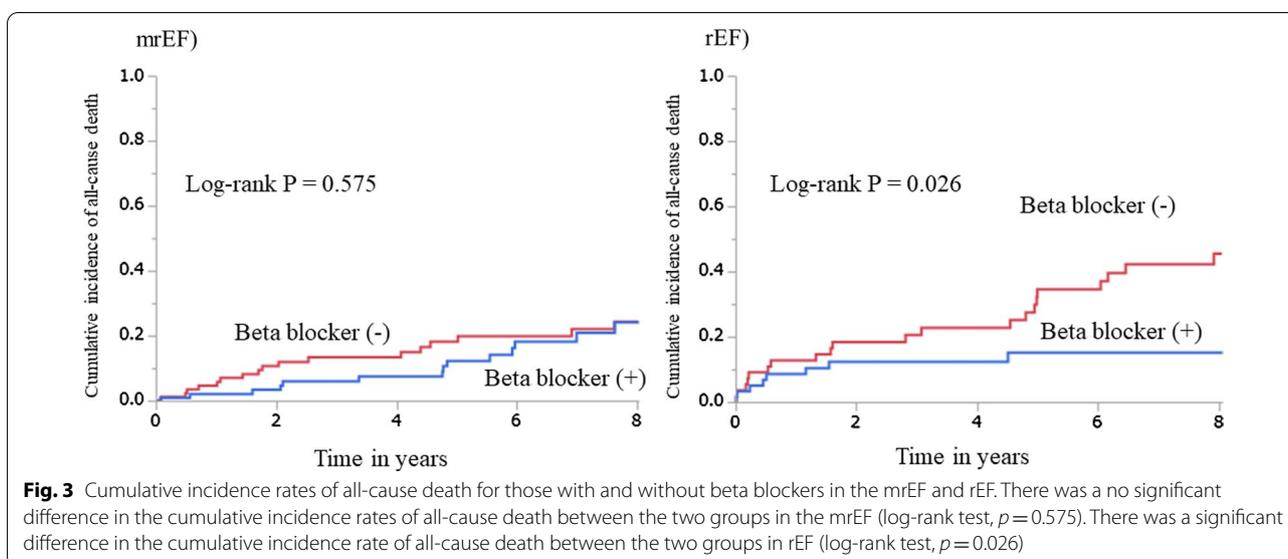 mrEF)
1.0
0.8
0.6
0.4
0.2
0.0
Cumulative incidence of all-cause death
Log-rank P = 0.575
Beta blocker (-)
Beta blocker (+)
0 2 4 6 8
Time in years
rEF)
1.0
0.8
0.6
0.4
0.2
0.0
Cumulative incidence of all-cause death
Log-rank P = 0.026
Beta blocker (-)
Beta blocker (+)
0 2 4 6 8
Time in years
Fig. 3 Cumulative incidence rates of all-cause death for those with and without beta blockers in the mrEF and rEF. There was a no significant
difference in the cumulative incidence rates of all-cause death between the two groups in the mrEF (log-rank test, p = 0.575). There was a significant
difference in the cumulative incidence rate of all-cause death between the two groups in rEF (log-rank test, p = 0.026)